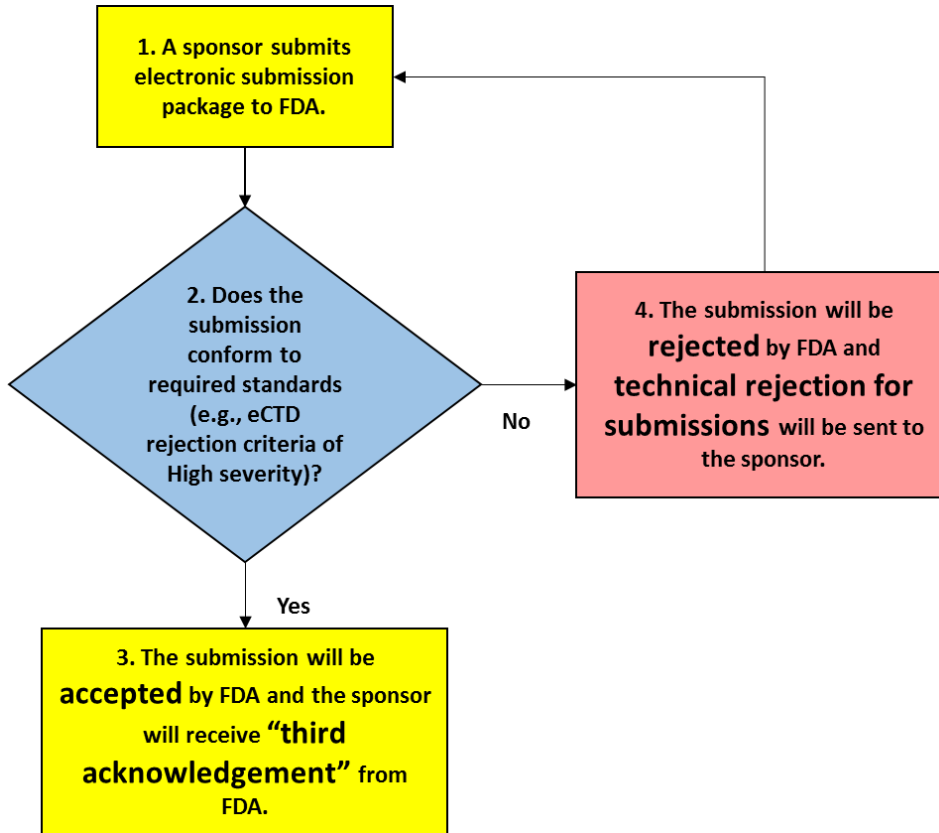 1. A sponsor submits
electronic submission
package to FDA.
2. Does the
submission
conform to
required standards
(e.g., eCTD
rejection criteria of
High severity)?
No
4. The submission will be
rejected by FDA and
technical rejection for
submissions will be sent to
the sponsor.
Yes
3. The submission will be
accepted by FDA and the sponsor
will receive “third
acknowledgement” from
FDA.